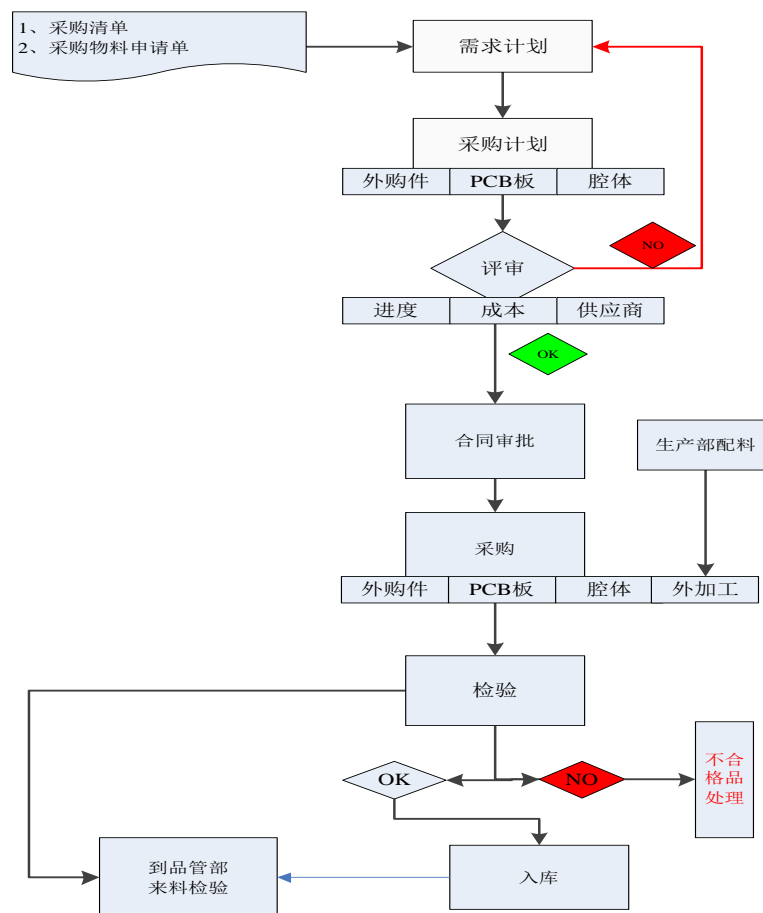 1、采购清单
2、采购物料申请单
需求计划
采购计划
外购件 PCB板 腔体
NO
评审
进度 成本 供应商
OK
合同审批
生产部配料
采购
外购件 PCB板 腔体 外加工
检验
不合
格品
处理
OK
NO
到品管部
来料检验
入库